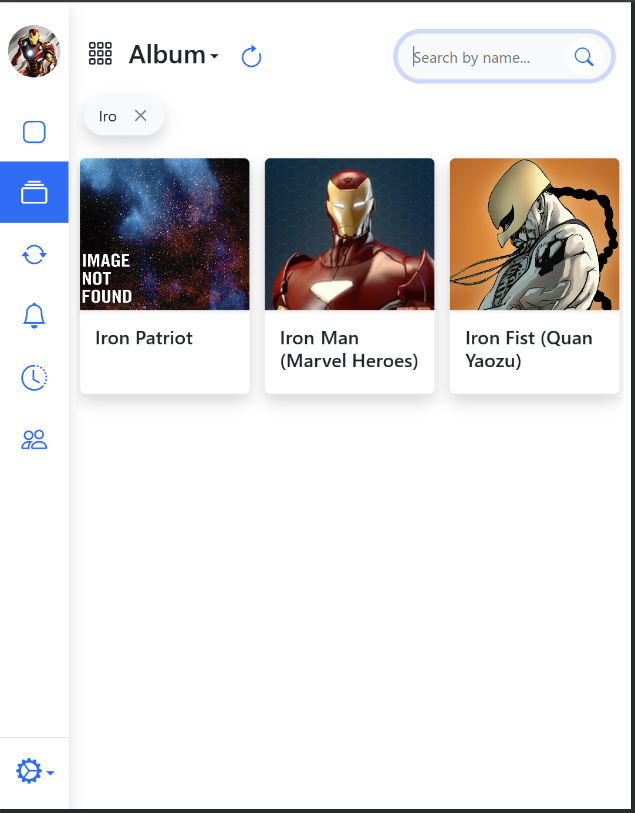 Album
Search by name...
Iro
IMAGE
NOT
FOUND
Iron Patriot
Iron Man
(Marvel Heroes)
Iron Fist (Quan
Yaozu)